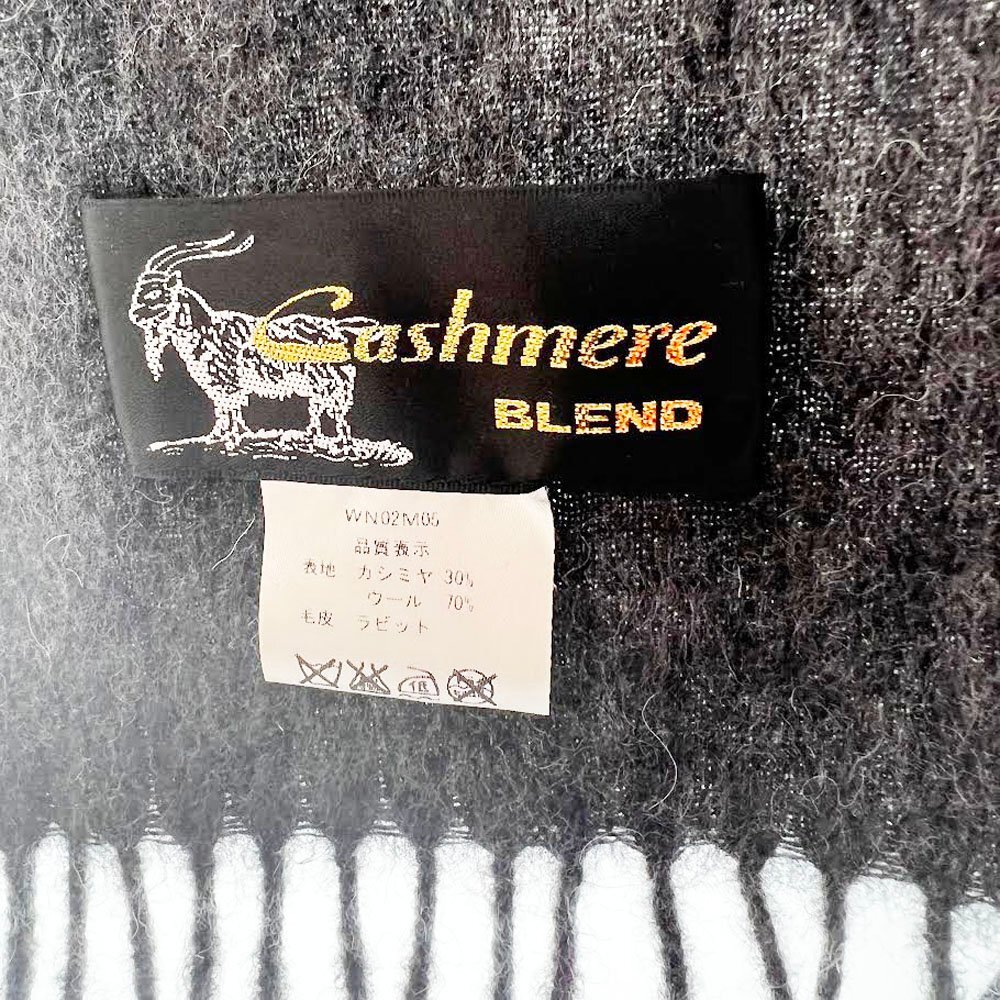 Cashmere
BLEND
WN02M05
品質表示
表地 カシミヤ 30%
ウール 70%
毛皮 ラビット
低